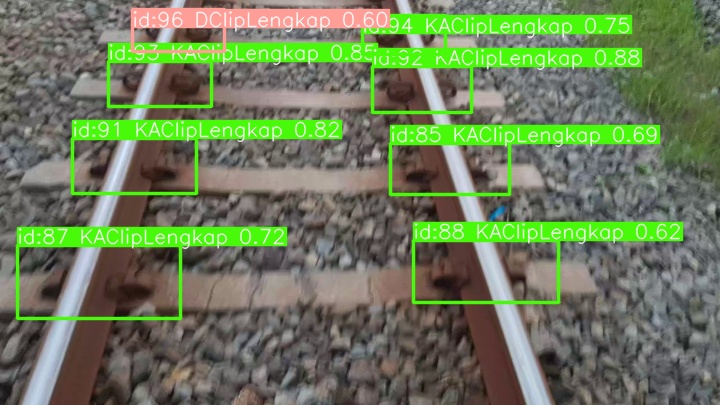 id:96 DClipLengkap 0.60
id:94 KAClipLengkap 0.75
id:93 KAClipLengkap 0.85
id:92 KAClipLengkap 0.88
id:91 KAClipLengkap 0.82
id:85 KAClipLengkap 0.69
id:87 KAClipLengkap 0.72
id:88 KAClipLengkap 0.62